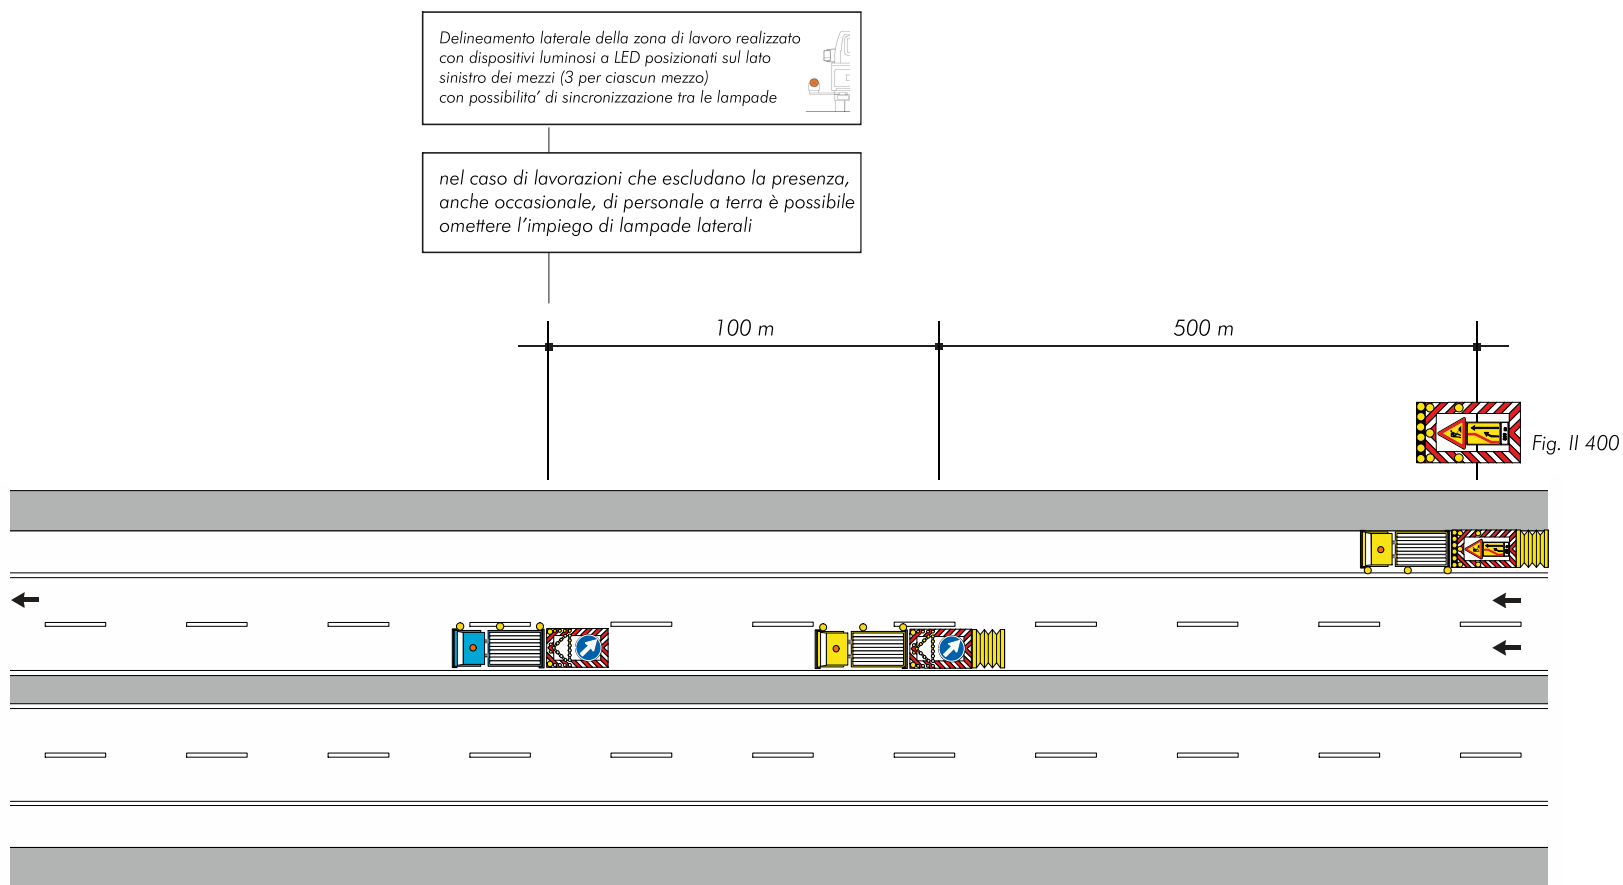 Delineamento laterale della zona di lavoro realizzato
con dispositivi luminosi a LED posizionati sul lato
sinistro dei mezzi (3 per ciascun mezzo)
con possibilita’ di sincronizzazione tra le lampade
nel caso di lavorazioni che escludano la presenza,
anche occasionale, di personale a terra è possibile
omettere l’impiego di lampade laterali
100 m
500 m
Fig. II 400